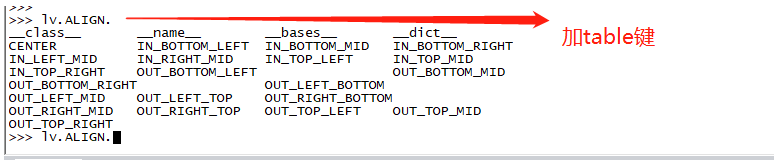 >>>
>>> lv.ALIGN.
加table键
__class__ __name__ __bases__ __dict__
CENTER IN_BOTTOM_LEFT IN_BOTTOM_MID IN_BOTTOM_RIGHT
IN_LEFT_MID IN_RIGHT_MID IN_TOP_LEFT IN_TOP_MID
IN_TOP_RIGHT OUT_BOTTOM_LEFT OUT_BOTTOM_MID
OUT_BOTTOM_RIGHT OUT_LEFT_BOTTOM
OUT_LEFT_MID OUT_LEFT_TOP OUT_RIGHT_BOTTOM
OUT_RIGHT_MID OUT_RIGHT_TOP OUT_TOP_LEFT OUT_TOP_MID
OUT_TOP_RIGHT
>>> lv.ALIGN.